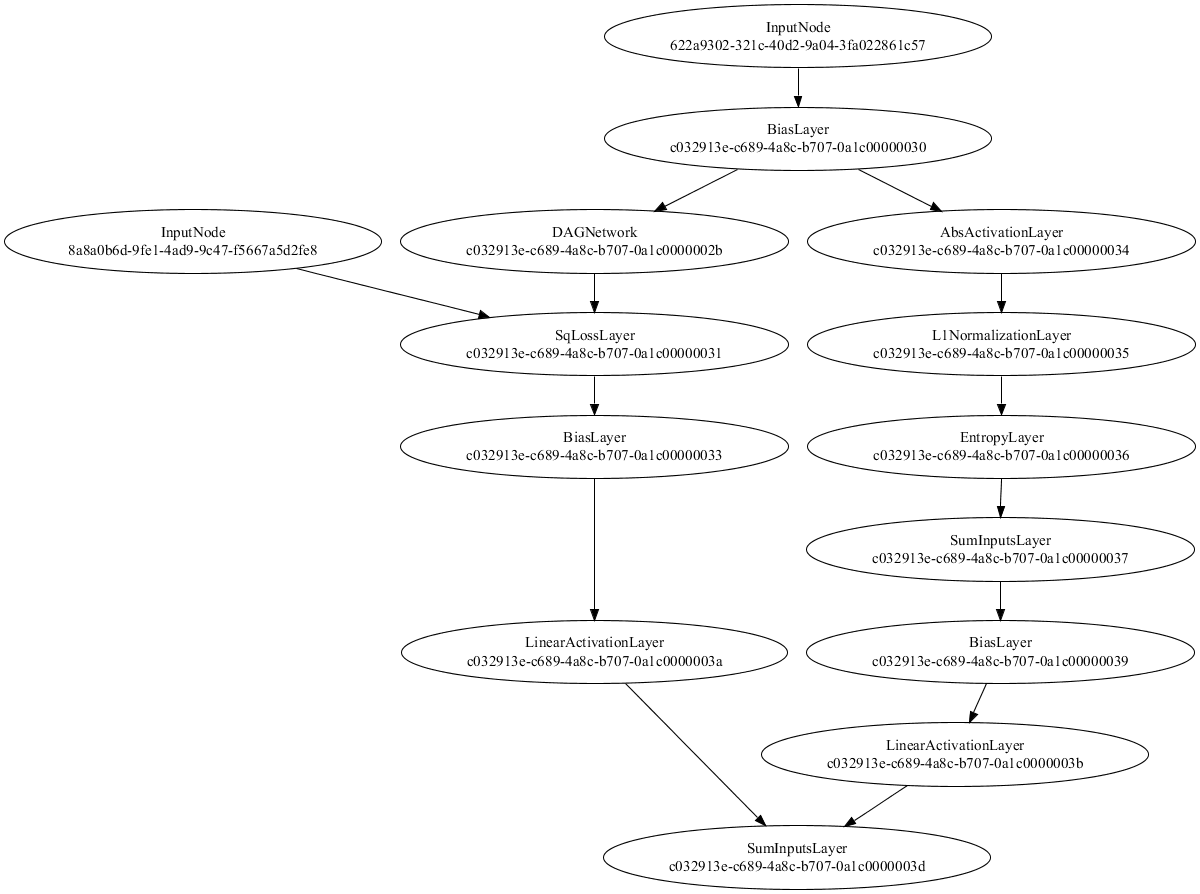 InputNode
622a9302-321c-40d2-9a04-3fa022861c57
BiasLayer
c032913e-c689-4a8c-b707-0a1c00000030
InputNode
8a8a0b6d-9fe1-4ad9-9c47-f5667a5d2fe8
DAGNetwork
c032913e-c689-4a8c-b707-0a1c0000002b
AbsActivationLayer
c032913e-c689-4a8c-b707-0a1c00000034
SqLossLayer
c032913e-c689-4a8c-b707-0a1c00000031
L1NormalizationLayer
c032913e-c689-4a8c-b707-0a1c00000035
BiasLayer
c032913e-c689-4a8c-b707-0a1c00000033
EntropyLayer
c032913e-c689-4a8c-b707-0a1c00000036
SumInputsLayer
c032913e-c689-4a8c-b707-0a1c00000037
LinearActivationLayer
c032913e-c689-4a8c-b707-0a1c0000003a
BiasLayer
c032913e-c689-4a8c-b707-0a1c00000039
LinearActivationLayer
c032913e-c689-4a8c-b707-0a1c0000003b
SumInputsLayer
c032913e-c689-4a8c-b707-0a1c0000003d